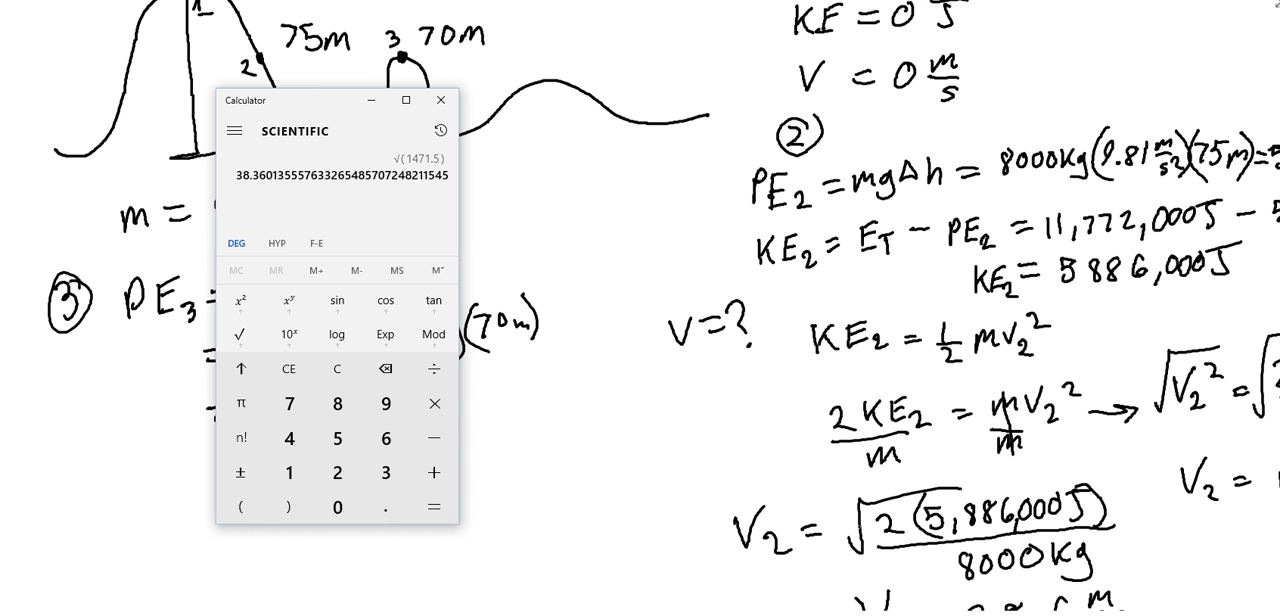 1
75m
2
3 70m
m =
③ PE₃ =
=
(70m)
Calculator
SCIENTIFIC
√(1471.5)
38.360135557633265485707248211545
DEG HYP F-E
MC MR M+ M- MS M˅
x² xʸ sin cos tan
√ 10ˣ log Exp Mod
↑ CE C ⌫ ÷
π 7 8 9 ×
n! 4 5 6 −
± 1 2 3 +
( ) 0 . =
KE = 0 J
V = 0 m/s
②
PE₂ = mgΔh = 8000kg(9.81 m/s²)(75m) =
KE₂ = E_T − PE₂ = 11,772,000J −
KE₂ = 5886,000J
V = ?
KE₂ = 1/2 mV₂²
2KE₂/m = mV₂²/m → √V₂² = √
V₂ =
V₂ = √2(5,886,000J)/8000kg